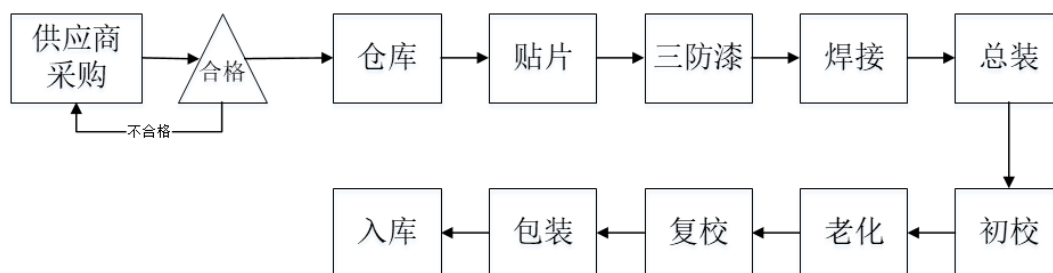 供应商
采购
合格
仓库
贴片
三防漆
焊接
总装
不合格
入库
包装
复校
老化
初校